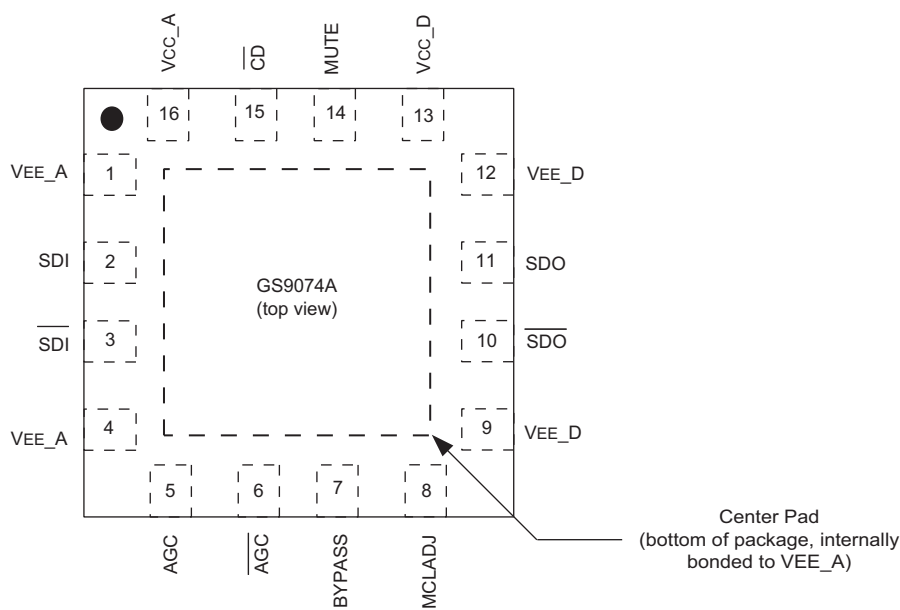 VCC_A
CD
MUTE
VCC_D
16
15
14
13
VEE_A
1
12
VEE_D
SDI
2
11
SDO
GS9074A
(top view)
SDI
3
10
SDO
VEE_A
4
9
VEE_D
5
6
7
8
AGC
AGC
BYPASS
MCLADJ
Center Pad
(bottom of package, internally
bonded to VEE_A)